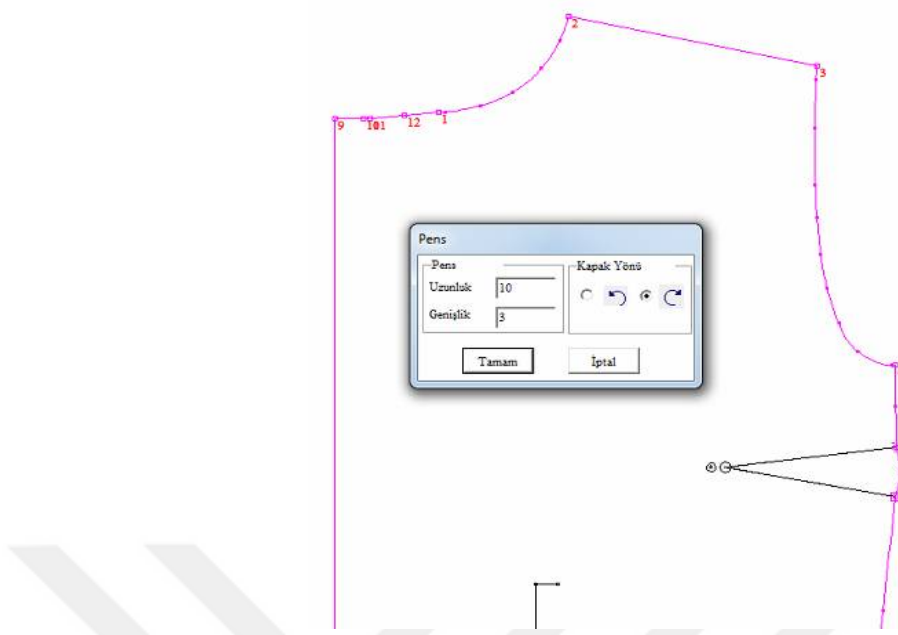 2
3
9
12
1
Pens
Pens
Uzunluk 10
Genişlik 3
Kapak Yönü
Tamam
İptal